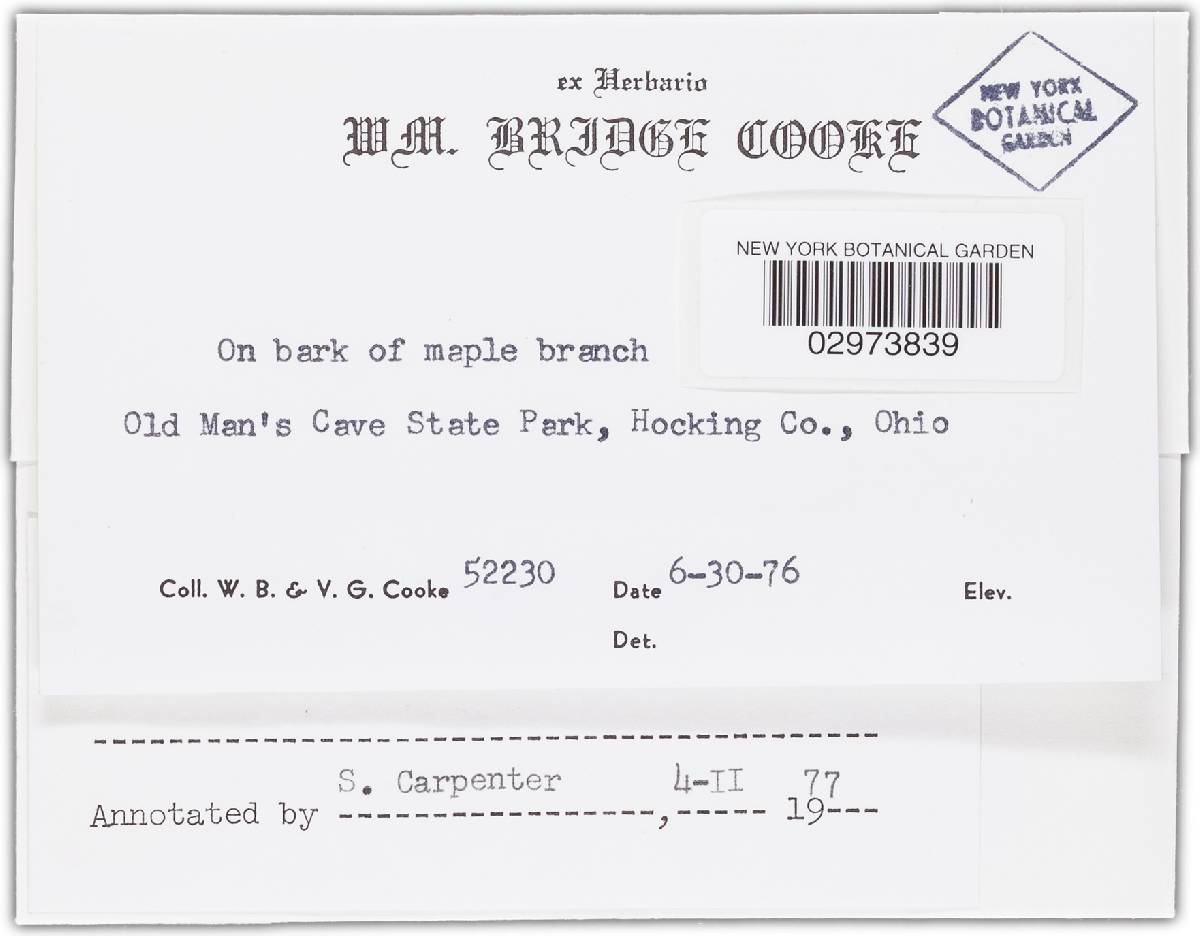 ex Herbario
WM. BRIDGE COOKE
NEW YORK
BOTANICAL
GARDEN
NEW YORK BOTANICAL GARDEN
02973839
On bark of maple branch
Old Man's Cave State Park, Hocking Co., Ohio
Coll. W. B. & V. G. Cooke 52230 Date 6-30-76 Elev.
Det.
S. Carpenter 4-II 77
Annotated by -----------------,----- 19---